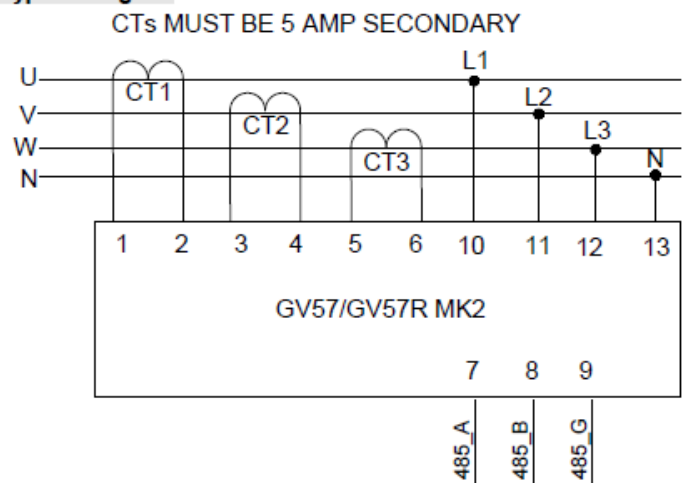 CTs MUST BE 5 AMP SECONDARY
L1
U
CT1
L2
V
CT2
L3
W
CT3
N
N
1 2 3 4 5 6 10 11 12 13
GV57/GV57R MK2
7 8 9
485_A 485_B 485_G